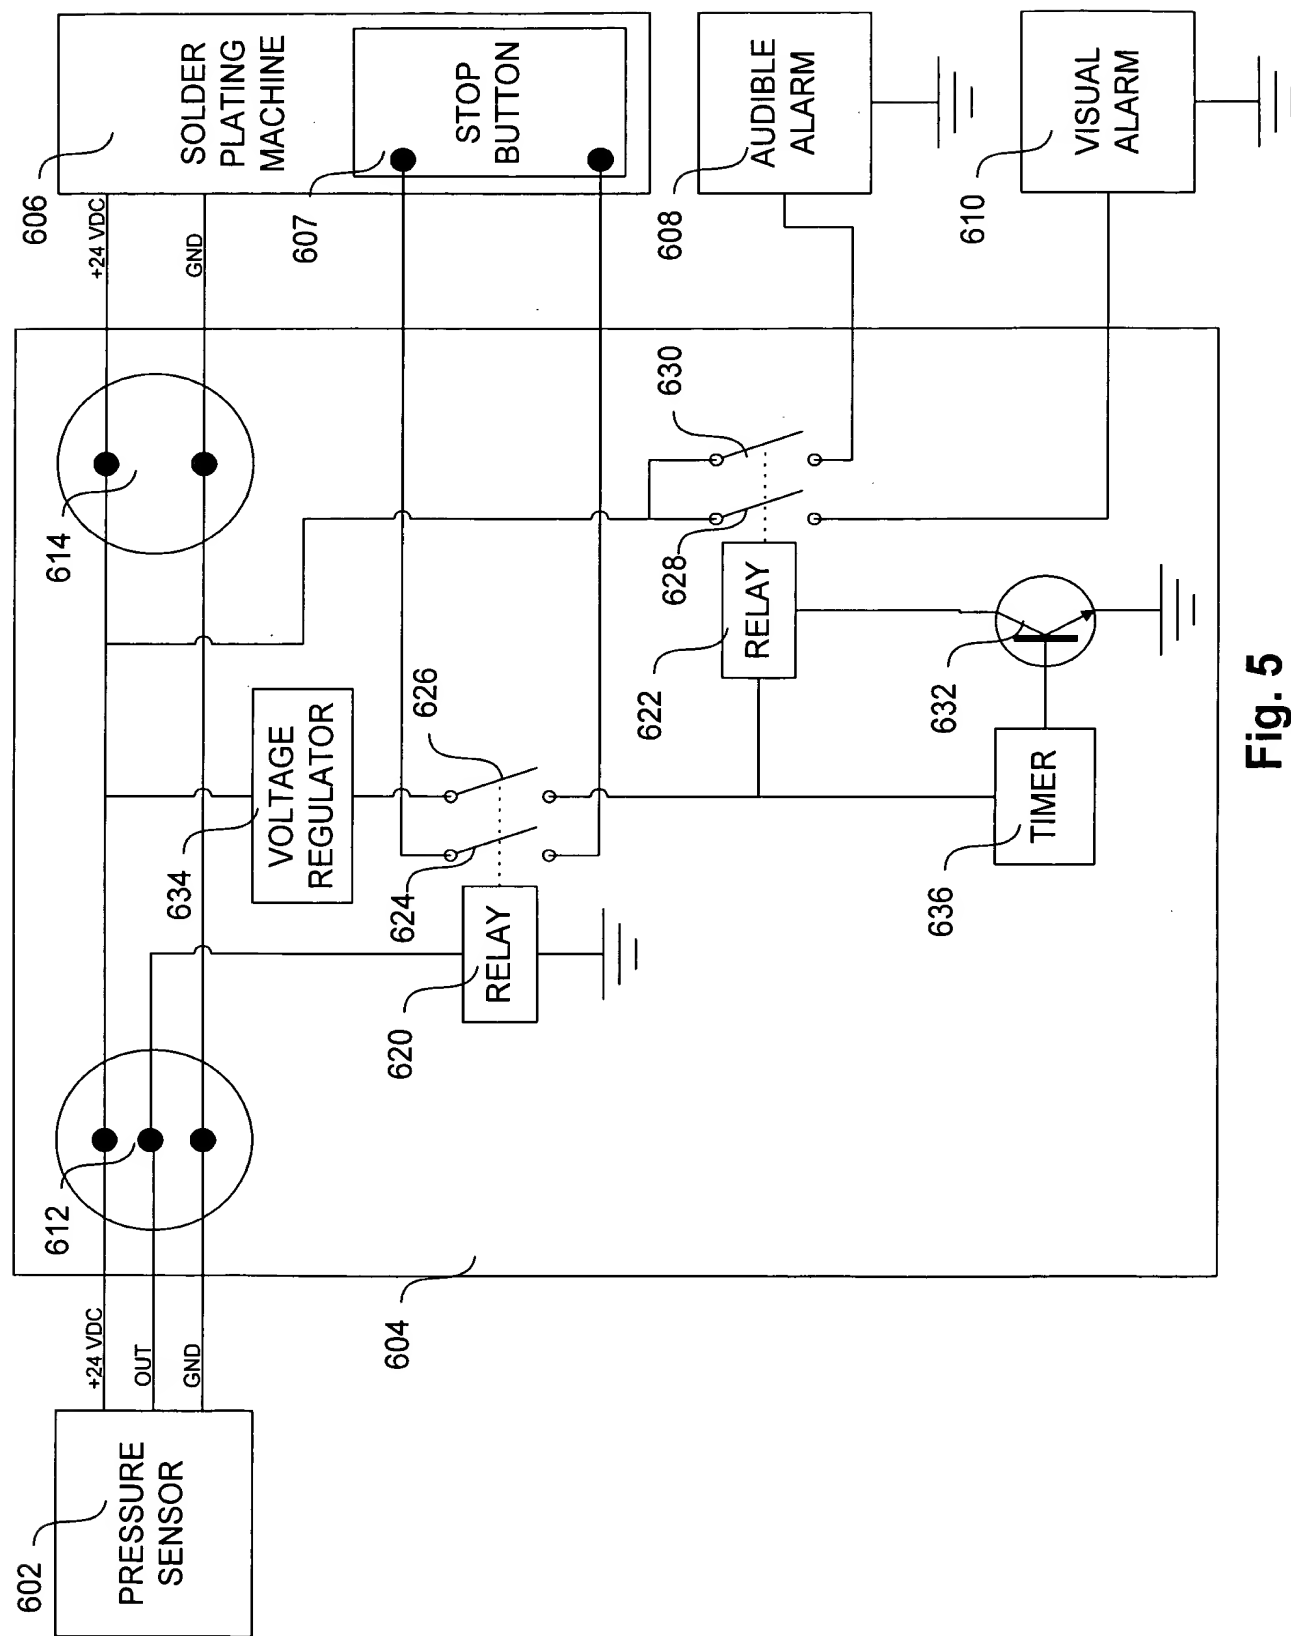 602
PRESSURE
SENSOR
+24 VDC
OUT
GND
612
604
620
RELAY
634
VOLTAGE
REGULATOR
624
626
614
+24 VDC
GND
606
SOLDER
PLATING
MACHINE
607
STOP
BUTTON
622
RELAY
628
630
608
AUDIBLE
ALARM
610
VISUAL
ALARM
636
TIMER
632
Fig. 5